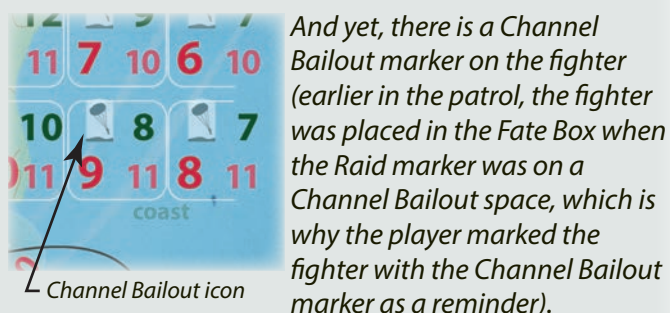 12 9 7
11 7 10 6 10
10 8 7
11 9 11 8 11
coast
Channel Bailout icon
And yet, there is a Channel
Bailout marker on the fighter
(earlier in the patrol, the fighter
was placed in the Fate Box when
the Raid marker was on a
Channel Bailout space, which is
why the player marked the
fighter with the Channel Bailout
marker as a reminder).